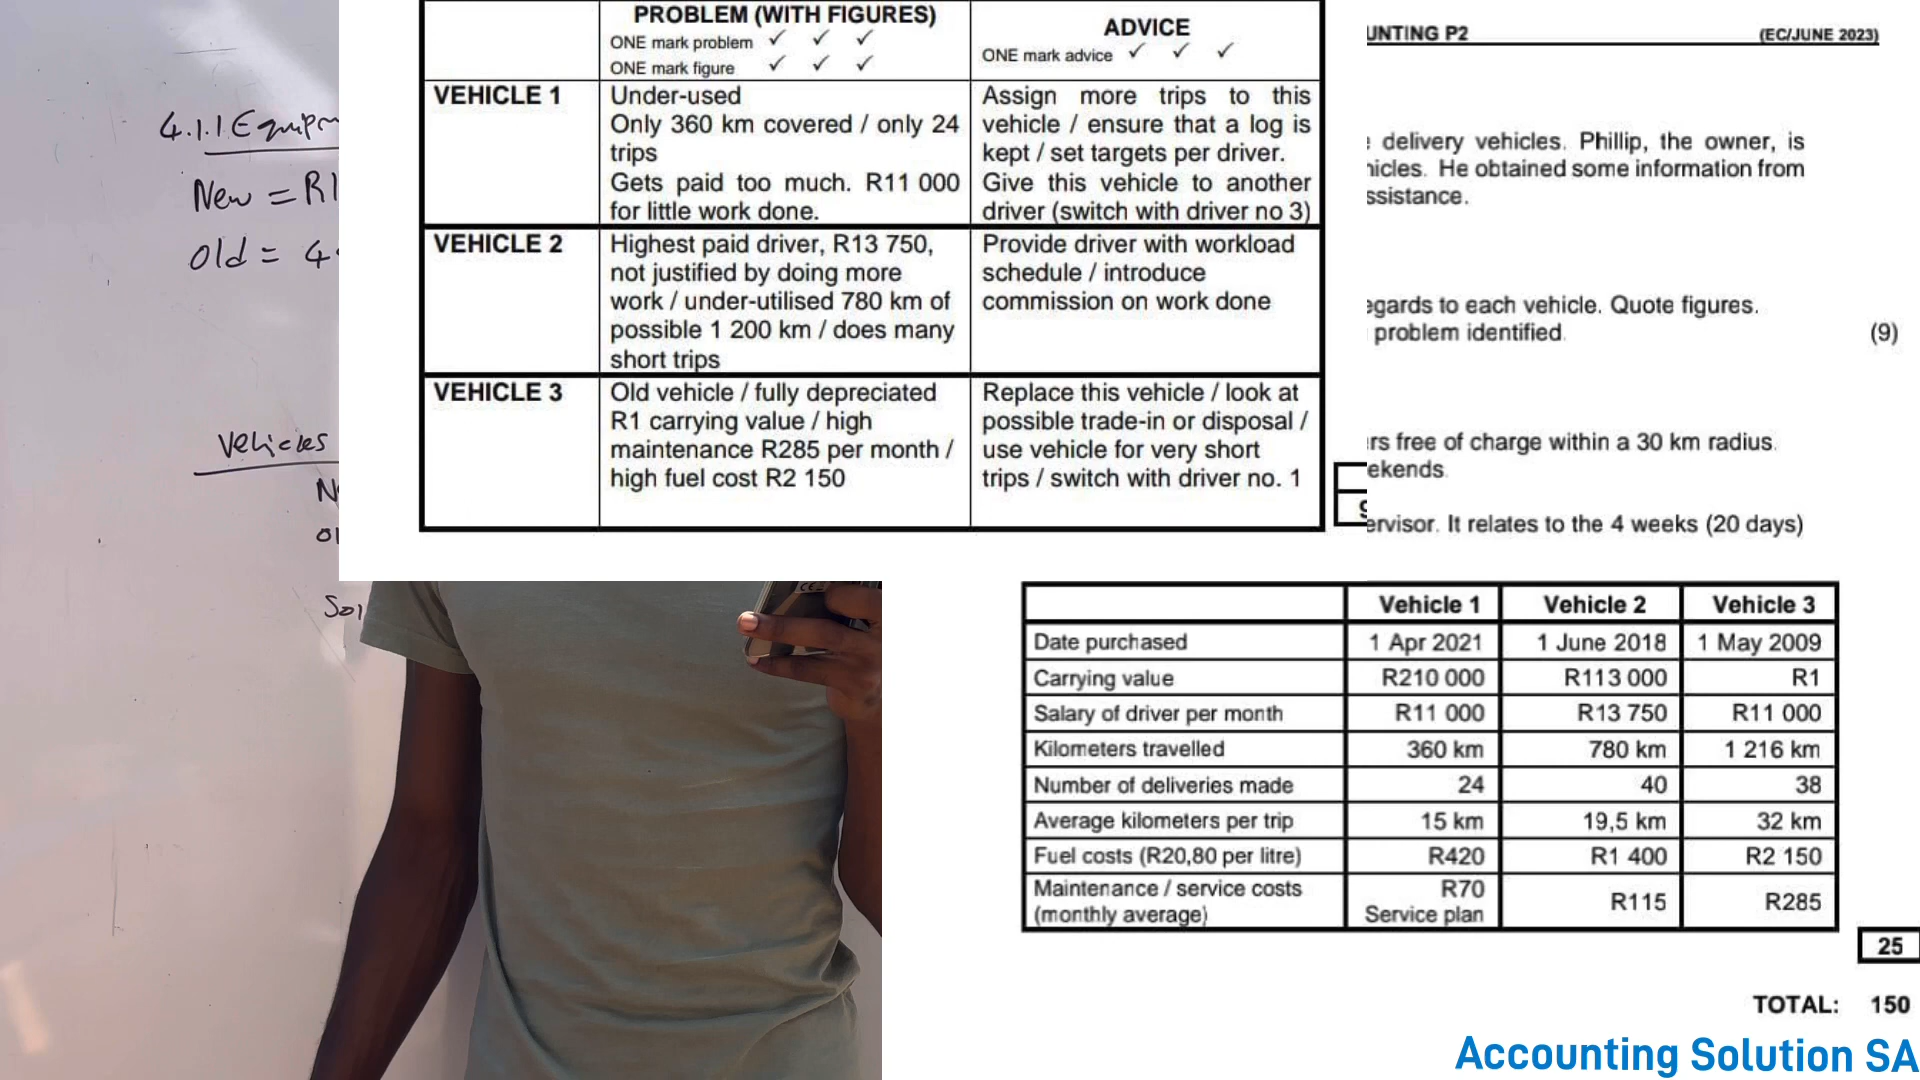 4.1.1 Equipm
New = R1
Old = 4
Vehicles
PROBLEM (WITH FIGURES)
ONE mark problem ✓ ✓ ✓
ONE mark figure ✓ ✓ ✓
ADVICE
ONE mark advice ✓ ✓ ✓
VEHICLE 1
Under-used
Only 360 km covered / only 24
trips
Gets paid too much. R11 000
for little work done.
Assign more trips to this
vehicle / ensure that a log is
kept / set targets per driver.
Give this vehicle to another
driver (switch with driver no 3)
VEHICLE 2
Highest paid driver, R13 750,
not justified by doing more
work / under-utilised 780 km of
possible 1 200 km / does many
short trips
Provide driver with workload
schedule / introduce
commission on work done
VEHICLE 3
Old vehicle / fully depreciated
R1 carrying value / high
maintenance R285 per month /
high fuel cost R2 150
Replace this vehicle / look at
possible trade-in or disposal /
use vehicle for very short
trips / switch with driver no. 1
UNTING P2 (EC/JUNE 2023)
delivery vehicles. Phillip, the owner, is
hicles. He obtained some information from
ssistance.
egards to each vehicle. Quote figures.
problem identified. (9)
rs free of charge within a 30 km radius.
ekends.
ervisor. It relates to the 4 weeks (20 days)
Vehicle 1 Vehicle 2 Vehicle 3
Date purchased 1 Apr 2021 1 June 2018 1 May 2009
Carrying value R210 000 R113 000 R1
Salary of driver per month R11 000 R13 750 R11 000
Kilometers travelled 360 km 780 km 1 216 km
Number of deliveries made 24 40 38
Average kilometers per trip 15 km 19,5 km 32 km
Fuel costs (R20,80 per litre) R420 R1 400 R2 150
Maintenance / service costs
(monthly average) R70
Service plan R115 R285
25
TOTAL: 150
Accounting Solution SA